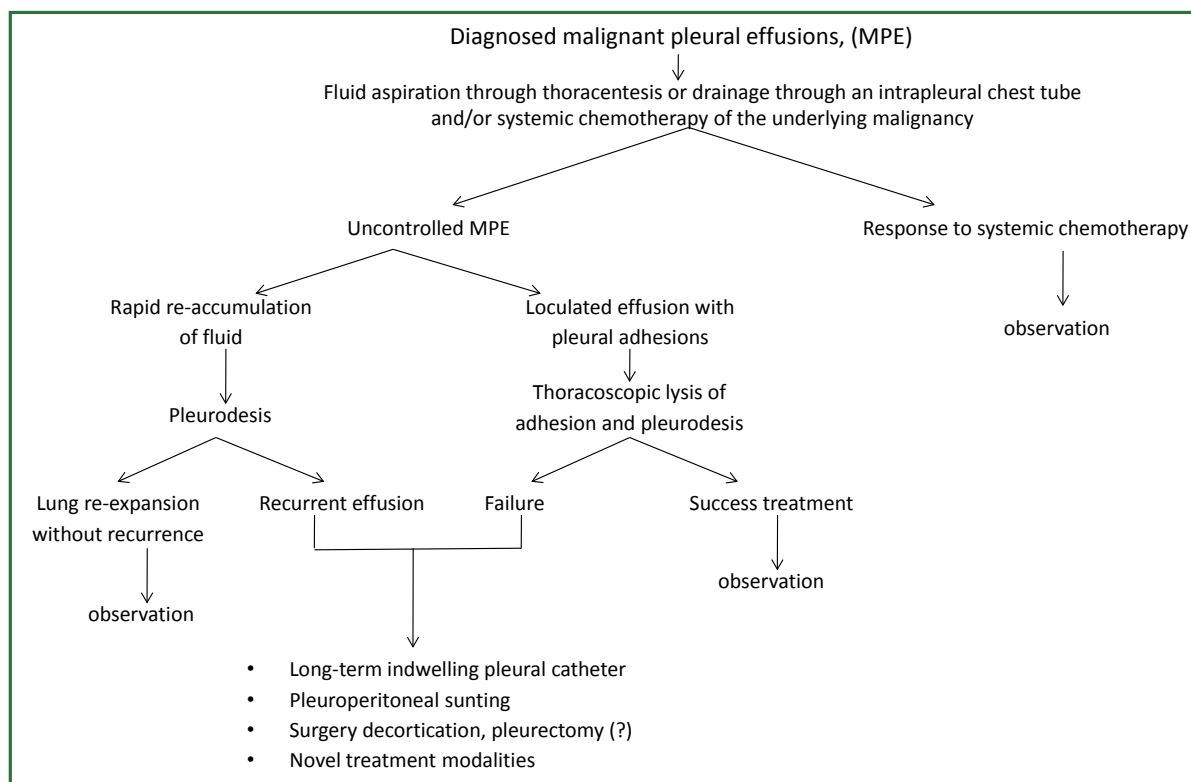 Diagnosed malignant pleural effusions, (MPE)
Fluid aspiration through thoracentesis or drainage through an intrapleural chest tube
and/or systemic chemotherapy of the underlying malignancy
Uncontrolled MPE
Response to systemic chemotherapy
Rapid re-accumulation
of fluid
Loculated effusion with
pleural adhesions
observation
Pleurodesis
Thoracoscopic lysis of
adhesion and pleurodesis
Lung re-expansion
without recurrence
Recurrent effusion
Failure
Success treatment
observation
observation
• Long-term indwelling pleural catheter
• Pleuroperitoneal sunting
• Surgery decortication, pleurectomy (?)
• Novel treatment modalities